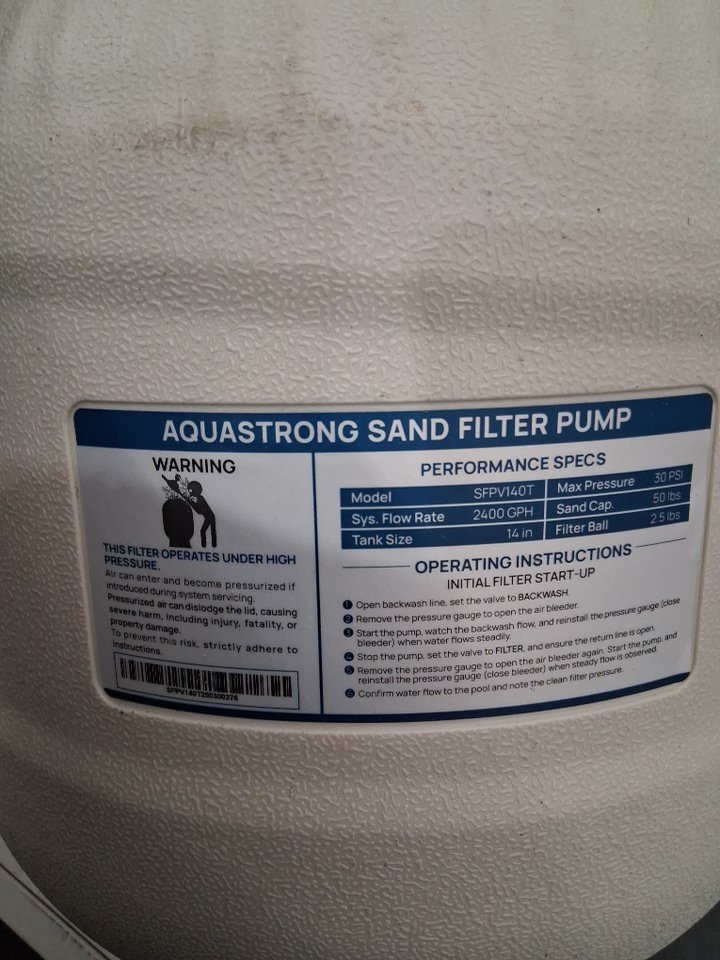 AQUASTRONG SAND FILTER PUMP
WARNING
THIS FILTER OPERATES UNDER HIGH
PRESSURE.
Air can enter and become pressurized if
introduced during system servicing.
Pressurized air can dislodge the lid, causing
severe harm, including injury, fatality, or
property damage.
To prevent this risk, strictly adhere to
instructions.
SFPV140T250300276
PERFORMANCE SPECS
Model SFPV140T Max Pressure 30 PSI
Sys. Flow Rate 2400 GPH Sand Cap. 50 lbs
Tank Size 14 in Filter Ball 2.5 lbs
OPERATING INSTRUCTIONS
INITIAL FILTER START-UP
1 Open backwash line, set the valve to BACKWASH.
2 Remove the pressure gauge to open the air bleeder.
3 Start the pump, watch the backwash flow, and reinstall the pressure gauge (close
bleeder) when water flows steadily.
4 Stop the pump, set the valve to FILTER, and ensure the return line is open.
5 Remove the pressure gauge to open the air bleeder again. Start the pump, and
reinstall the pressure gauge (close bleeder) when steady flow is observed.
6 Confirm water flow to the pool and note the clean filter pressure.